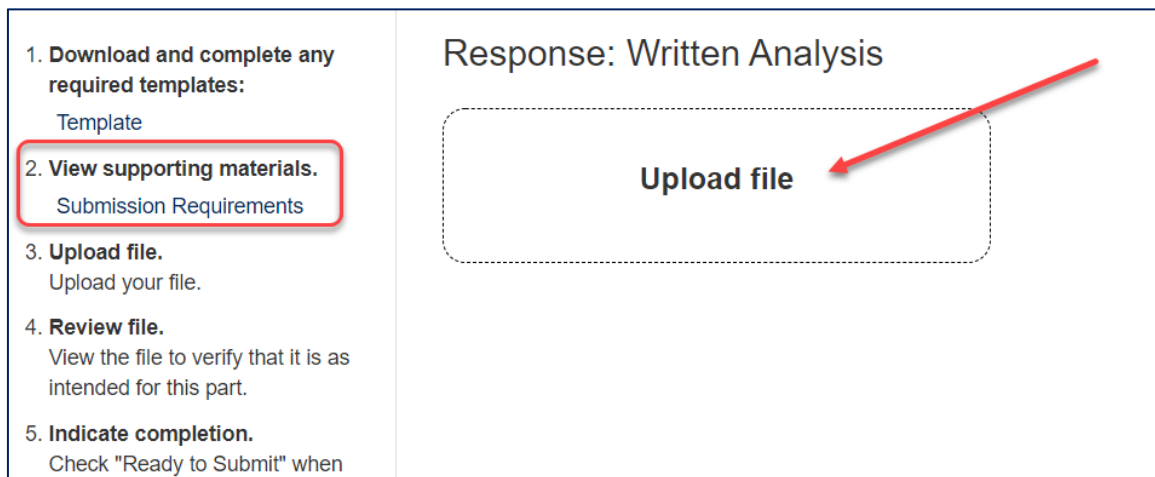 1. Download and complete any
required templates:
Template
2. View supporting materials.
Submission Requirements
3. Upload file.
Upload your file.
4. Review file.
View the file to verify that it is as
intended for this part.
5. Indicate completion.
Check "Ready to Submit" when
Response: Written Analysis
Upload file